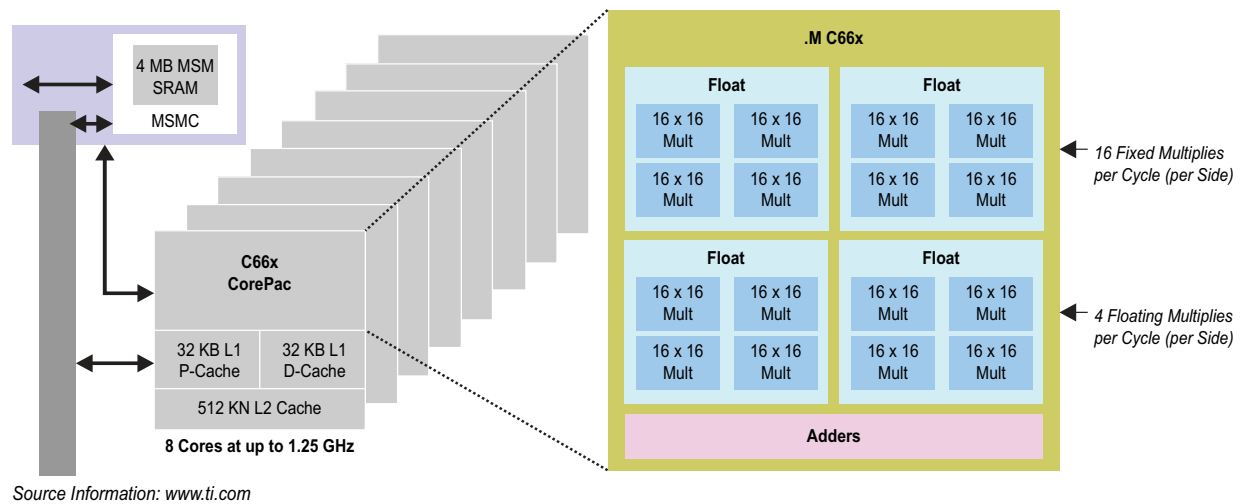 4 MB MSM
SRAM
MSMC
C66x
CorePac
32 KB L1
P-Cache
32 KB L1
D-Cache
512 KN L2 Cache
8 Cores at up to 1.25 GHz
.M C66x
Float
16 x 16
Mult
16 x 16
Mult
16 x 16
Mult
16 x 16
Mult
Float
16 x 16
Mult
16 x 16
Mult
16 x 16
Mult
16 x 16
Mult
Float
16 x 16
Mult
16 x 16
Mult
16 x 16
Mult
16 x 16
Mult
Float
16 x 16
Mult
16 x 16
Mult
16 x 16
Mult
16 x 16
Mult
Adders
16 Fixed Multiplies
per Cycle (per Side)
4 Floating Multiplies
per Cycle (per Side)
Source Information: www.ti.com